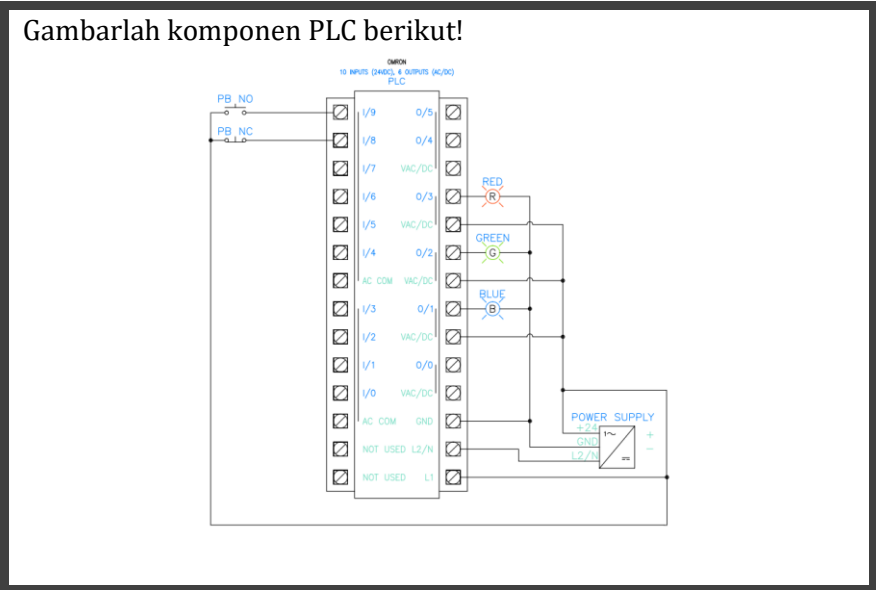 Gambarlah komponen PLC berikut!
OMRON
10 INPUTS (24VDC), 6 OUTPUTS (AC/DC)
PLC
PB_NO
PB_NC
I/9 O/5
I/8 O/4
I/7 VAC/DC
I/6 O/3
I/5 VAC/DC
I/4 O/2
AC COM VAC/DC
I/3 O/1
I/2 VAC/DC
I/1 O/0
I/0 VAC/DC
AC COM GND
NOT USED L2/N
NOT USED L1
RED
R
GREEN
G
BLUE
B
POWER SUPPLY
+24
GND
L2/N
1~
+
−